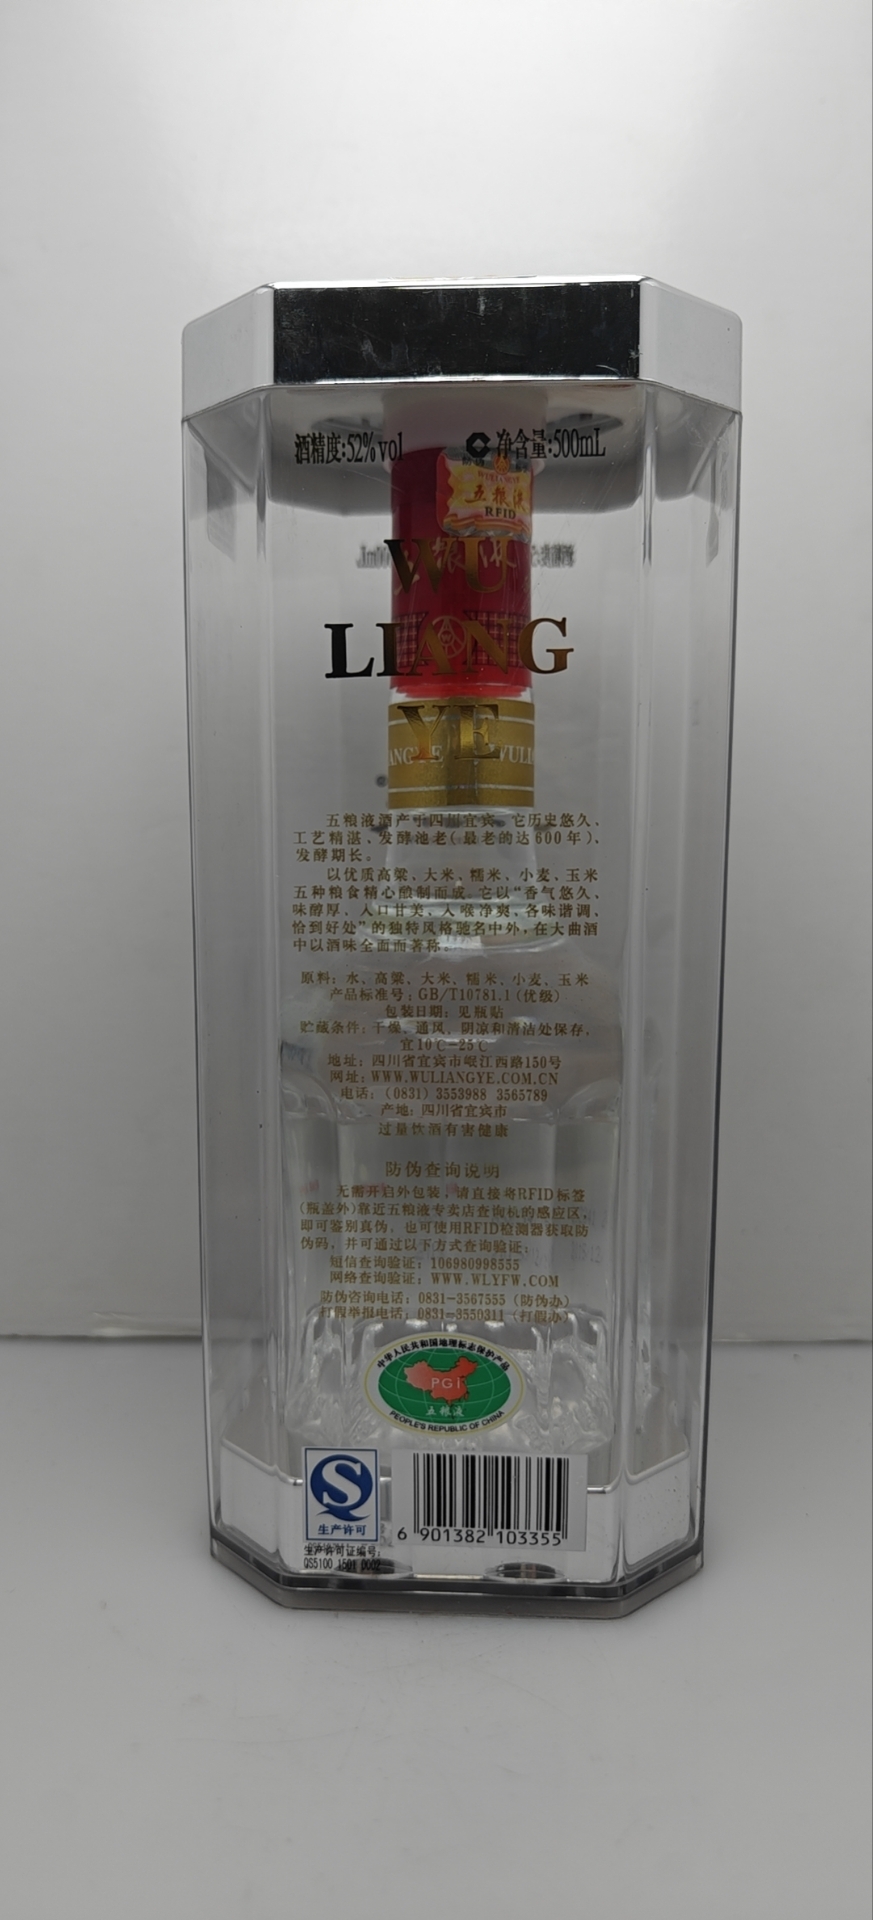 酒精度:52%vol
净含量:500mL
五粮液
RFID
WU
LIANG
YE
五粮液酒产于四川宜宾。它历史悠久、
工艺精湛、发酵池老(最老的达600年)、
发酵期长。
以优质高粱、大米、糯米、小麦、玉米
五种粮食精心酿制而成。它以“香气悠久、
味醇厚、入口甘美、入喉净爽、各味谐调、
恰到好处”的独特风格驰名中外,在大曲酒
中以酒味全面而著称。
原料:水、高粱、大米、糯米、小麦、玉米
产品标准号:GB/T10781.1(优级)
包装日期:见瓶贴
贮藏条件:干燥、通风、阴凉和清洁处保存,
宜10℃-25℃
地址:四川省宜宾市岷江西路150号
网址:WWW.WULIANGYE.COM.CN
电话:(0831)3553988 3565789
产地:四川省宜宾市
过量饮酒有害健康
防伪查询说明
无需开启外包装,请直接将RFID标签
(瓶盖外)靠近五粮液专卖店查询机的感应区,
即可鉴别真伪。也可使用RFID检测器获取防
伪码,并可通过以下方式查询验证:
短信查询验证:106980998555
网络查询验证:WWW.WLYFW.COM
防伪咨询电话:0831-3567555(防伪办)
打假举报电话:0831-3550311(打假办)
中华人民共和国地理标志保护产品
PGI
五粮液
PEOPLE'S REPUBLIC OF CHINA
生产许可
6 901382 103355
生产许可证编号:
QS5100 1501 0002